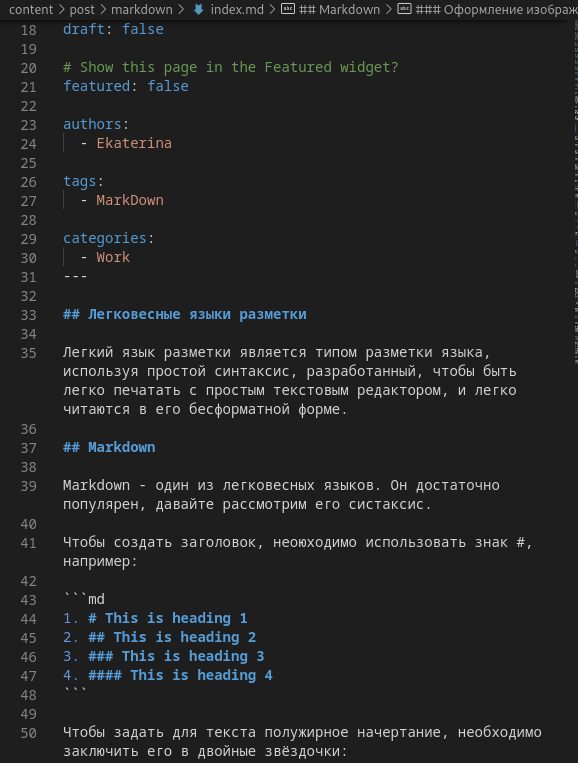 content > post > markdown > index.md > ## Markdown > ### Оформление изображ
18 draft: false
19
20 # Show this page in the Featured widget?
21 featured: false
22
23 authors:
24 - Ekaterina
25
26 tags:
27 - MarkDown
28
29 categories:
30 - Work
31 ---
32
33 ## Легковесные языки разметки
34
35 Легкий язык разметки является типом разметки языка,
используя простой синтаксис, разработанный, чтобы быть
легко печатать с простым текстовым редактором, и легко
читаются в его бесформатной форме.
36
37 ## Markdown
38
39 Markdown - один из легковесных языков. Он достаточно
популярен, давайте рассмотрим его систаксис.
40
41 Чтобы создать заголовок, неоюходимо использовать знак #,
например:
42
43 ```md
44 1. # This is heading 1
45 2. ## This is heading 2
46 3. ### This is heading 3
47 4. #### This is heading 4
48 ```
49
50 Чтобы задать для текста полужирное начертание, необходимо
заключить его в двойные звёздочки: